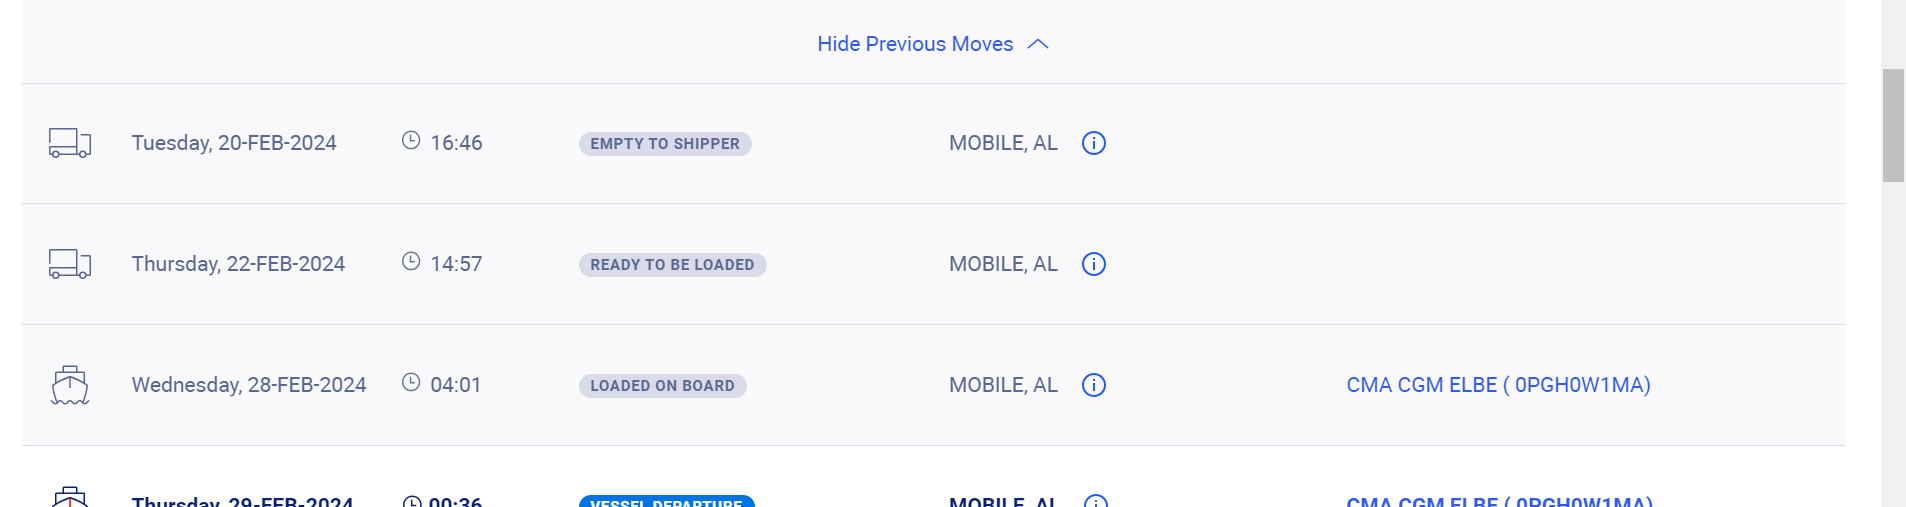 Hide Previous Moves
Tuesday, 20-FEB-2024 16:46 EMPTY TO SHIPPER MOBILE, AL
Thursday, 22-FEB-2024 14:57 READY TO BE LOADED MOBILE, AL
Wednesday, 28-FEB-2024 04:01 LOADED ON BOARD MOBILE, AL CMA CGM ELBE ( 0PGH0W1MA)
Thursday, 29-FEB-2024 00:36 VESSEL DEPARTURE MOBILE, AL CMA CGM ELBE ( 0PGH0W1MA)